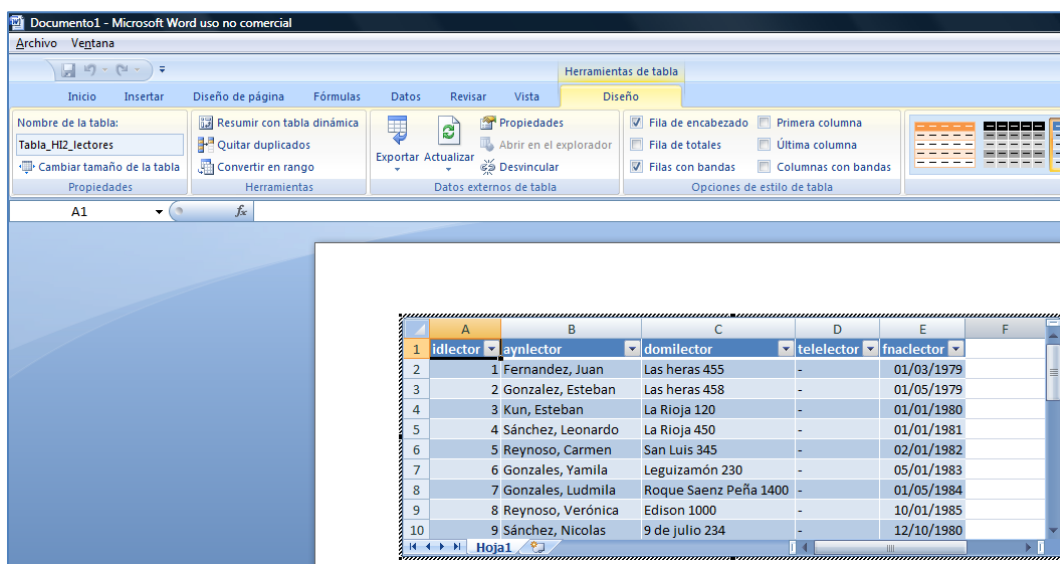 Documento1 - Microsoft Word uso no comercial
Archivo Ventana
Herramientas de tabla
Inicio Insertar Diseño de página Fórmulas Datos Revisar Vista Diseño
Nombre de la tabla: Resumir con tabla dinámica Propiedades Fila de encabezado Primera columna
Tabla_HI2_lectores Quitar duplicados Exportar Actualizar Abrir en el explorador Fila de totales Última columna
Cambiar tamaño de la tabla Convertir en rango Desvincular Filas con bandas Columnas con bandas
Propiedades Herramientas Datos externos de tabla Opciones de estilo de tabla
A1 fx
A B C D E F
1 idlector aynlector domilector telelector fnaclector
2 1 Fernandez, Juan Las heras 455 - 01/03/1979
3 2 Gonzalez, Esteban Las heras 458 - 01/05/1979
4 3 Kun, Esteban La Rioja 120 - 01/01/1980
5 4 Sánchez, Leonardo La Rioja 450 - 01/01/1981
6 5 Reynoso, Carmen San Luis 345 - 02/01/1982
7 6 Gonzales, Yamila Leguizamón 230 - 05/01/1983
8 7 Gonzales, Ludmila Roque Saenz Peña 1400 - 01/05/1984
9 8 Reynoso, Verónica Edison 1000 - 10/01/1985
10 9 Sánchez, Nicolas 9 de julio 234 - 12/10/1980
Hoja1